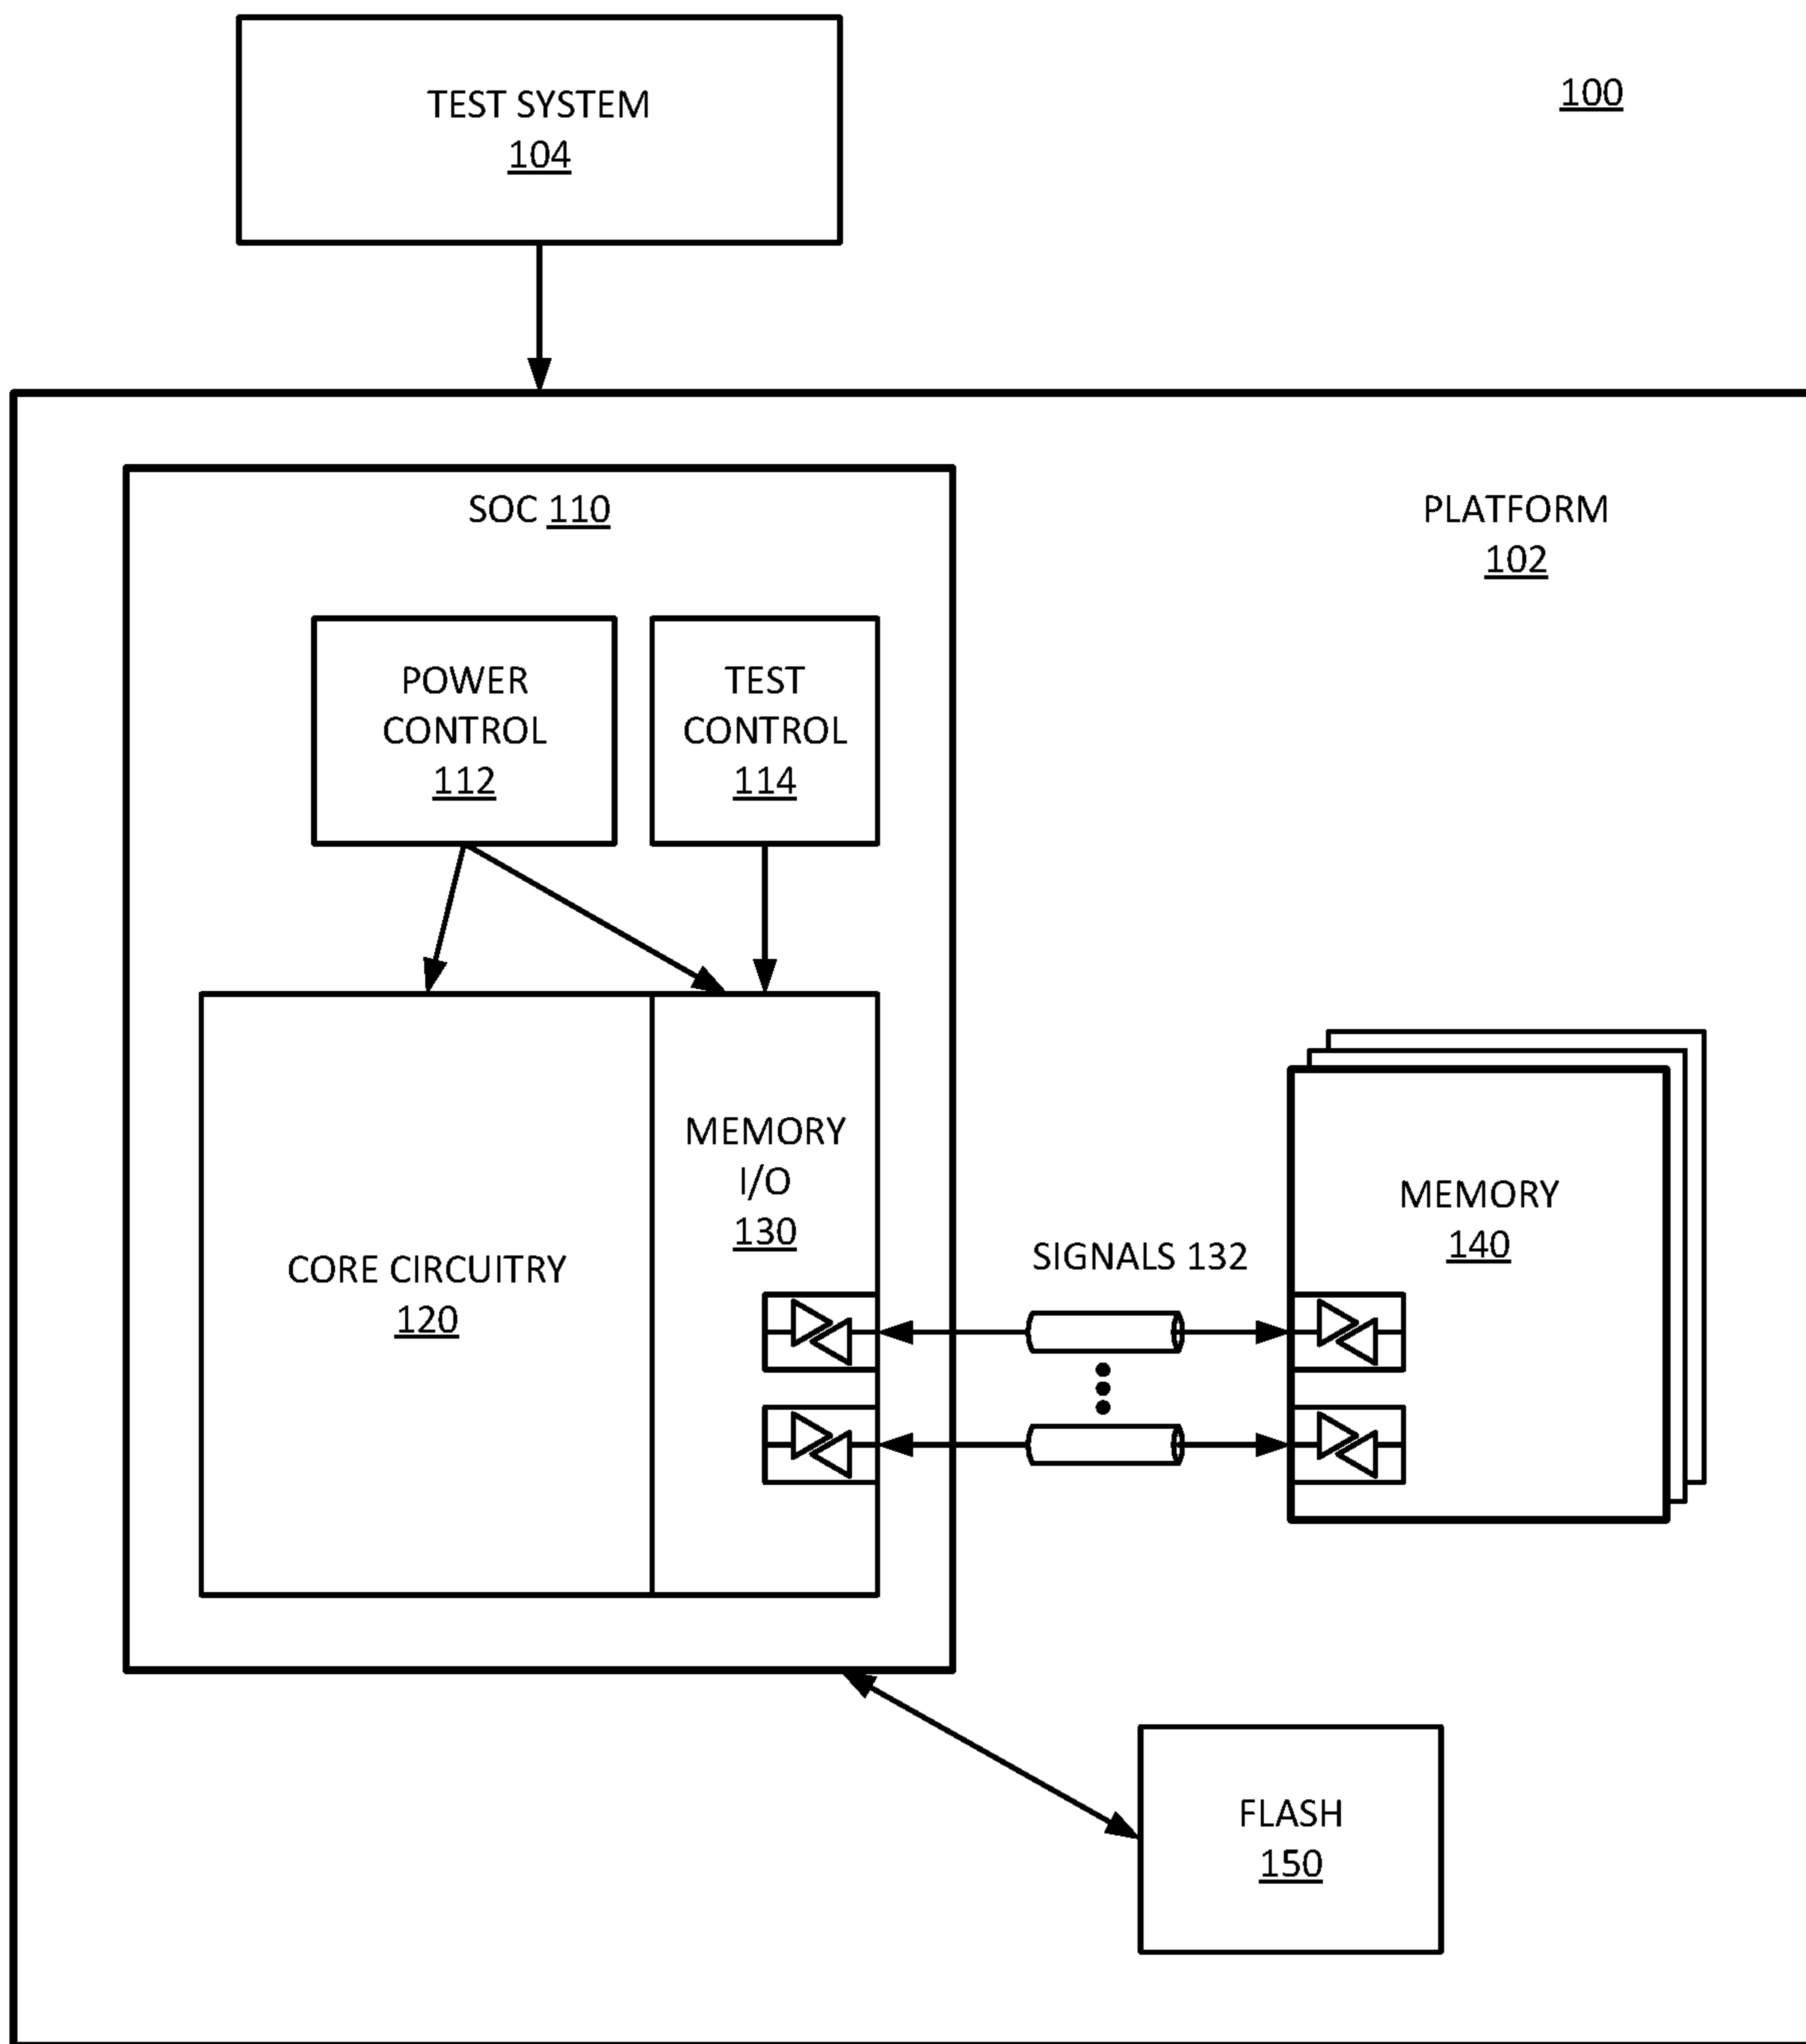 TEST SYSTEM
104
100
SOC 110
PLATFORM
102
POWER
CONTROL
112
TEST
CONTROL
114
CORE CIRCUITRY
120
MEMORY
I/O
130
SIGNALS 132
MEMORY
140
FLASH
150